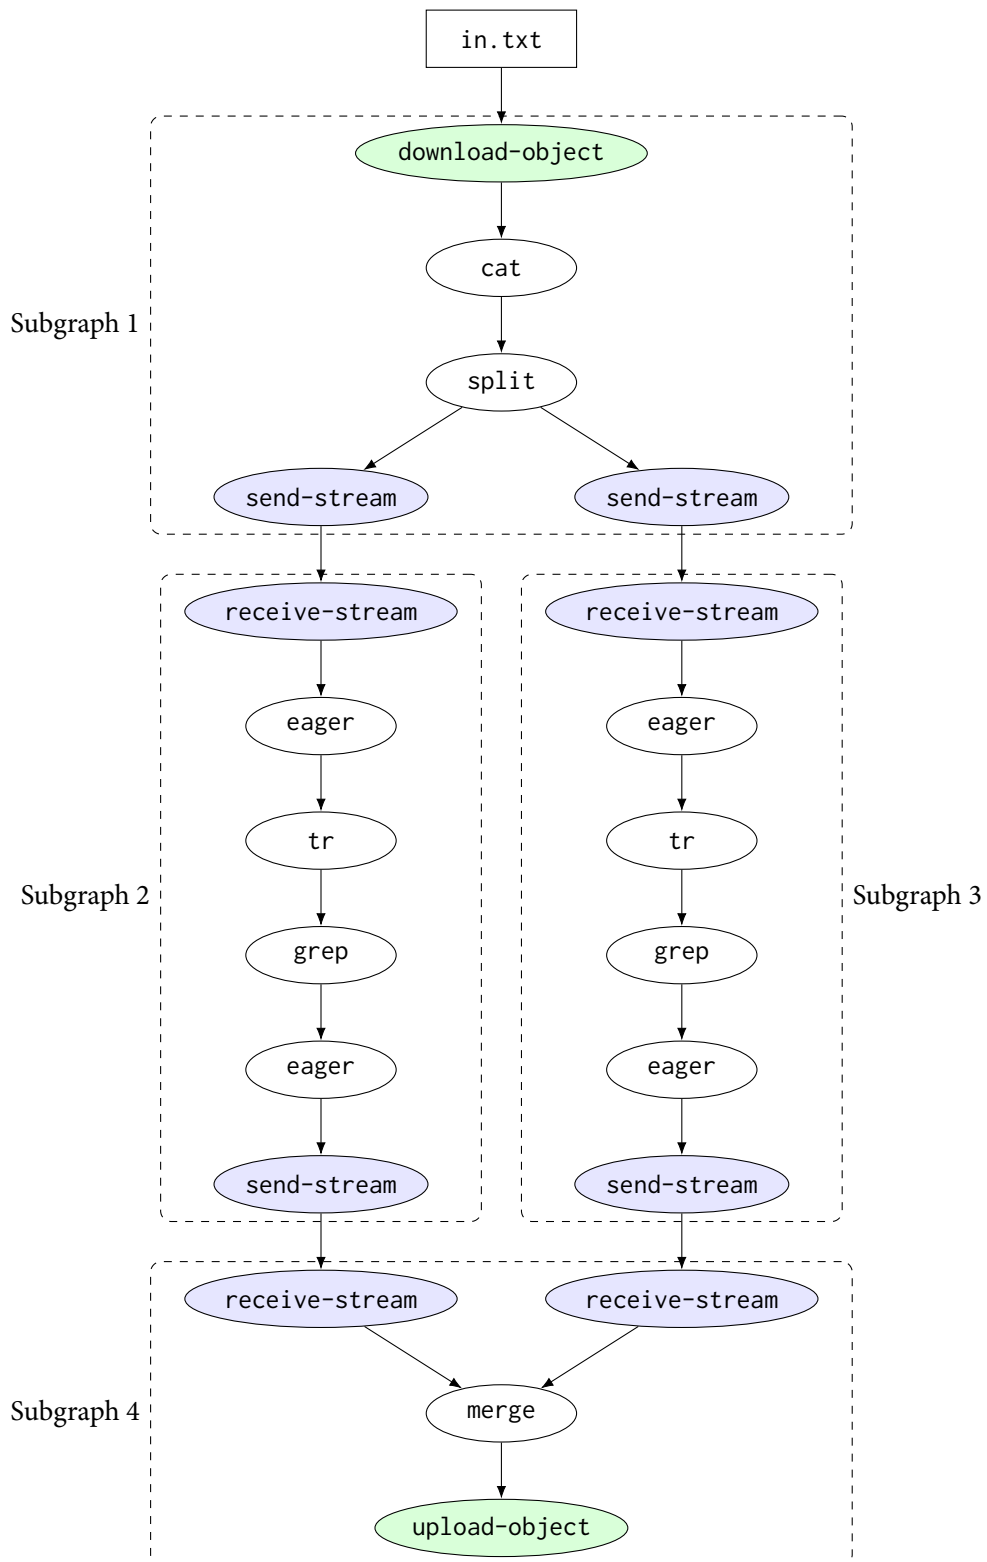 in.txt
download-object
cat
Subgraph 1
split
send-stream send-stream
receive-stream receive-stream
eager eager
tr tr
Subgraph 2 Subgraph 3
grep grep
eager eager
send-stream send-stream
receive-stream receive-stream
Subgraph 4
merge
upload-object